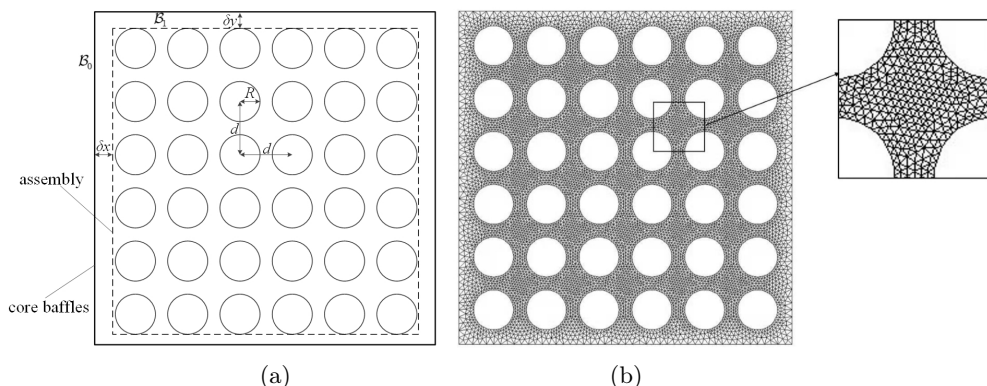 ℬ₁ δy
ℬ₀
R
d
d
δx
assembly
core baffles
(a) (b)